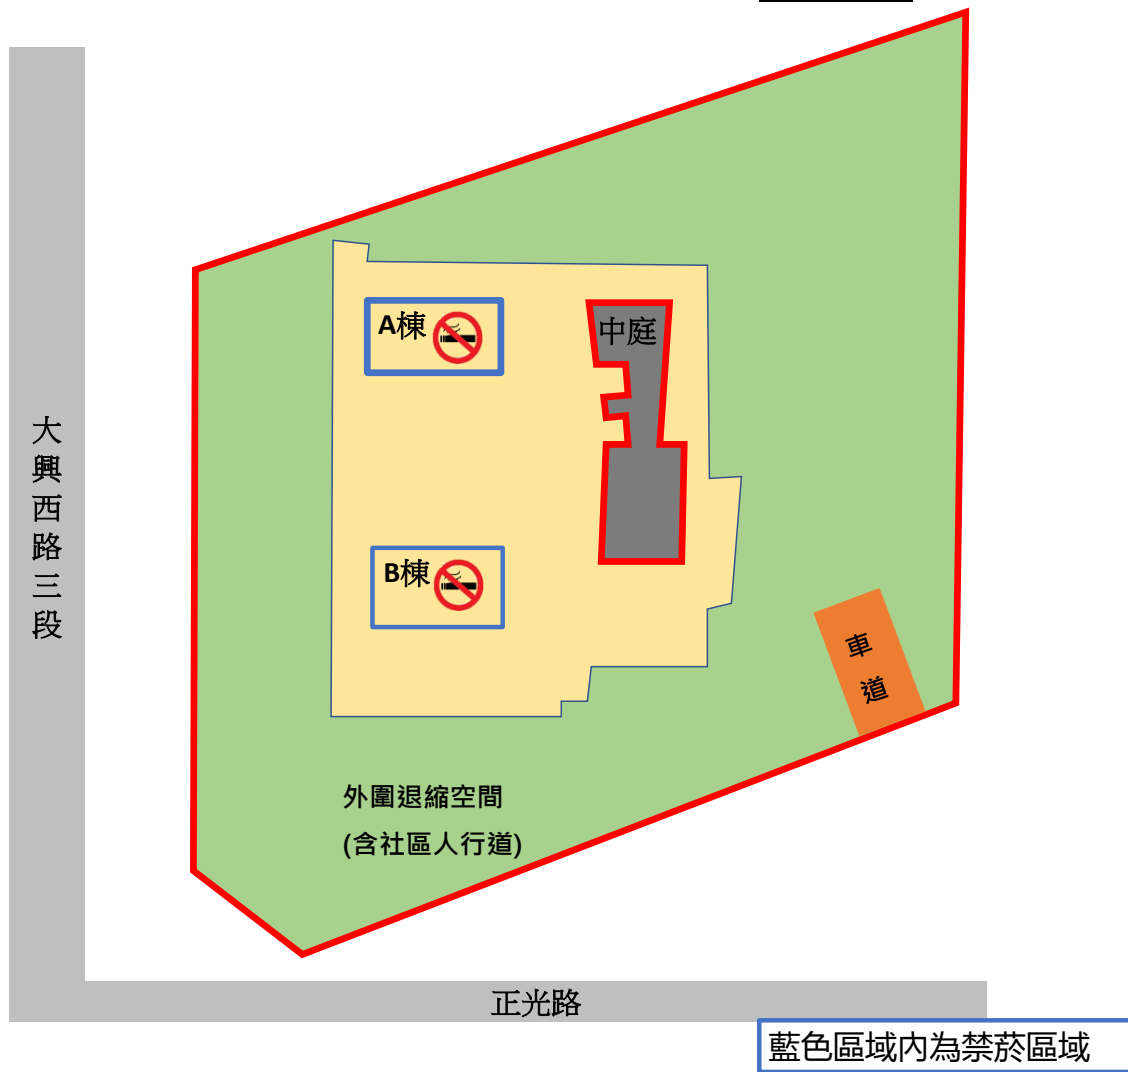 A棟
中庭
大興西路三段
B棟
車道
外圍退縮空間
(含社區人行道)
正光路
藍色區域內為禁菸區域